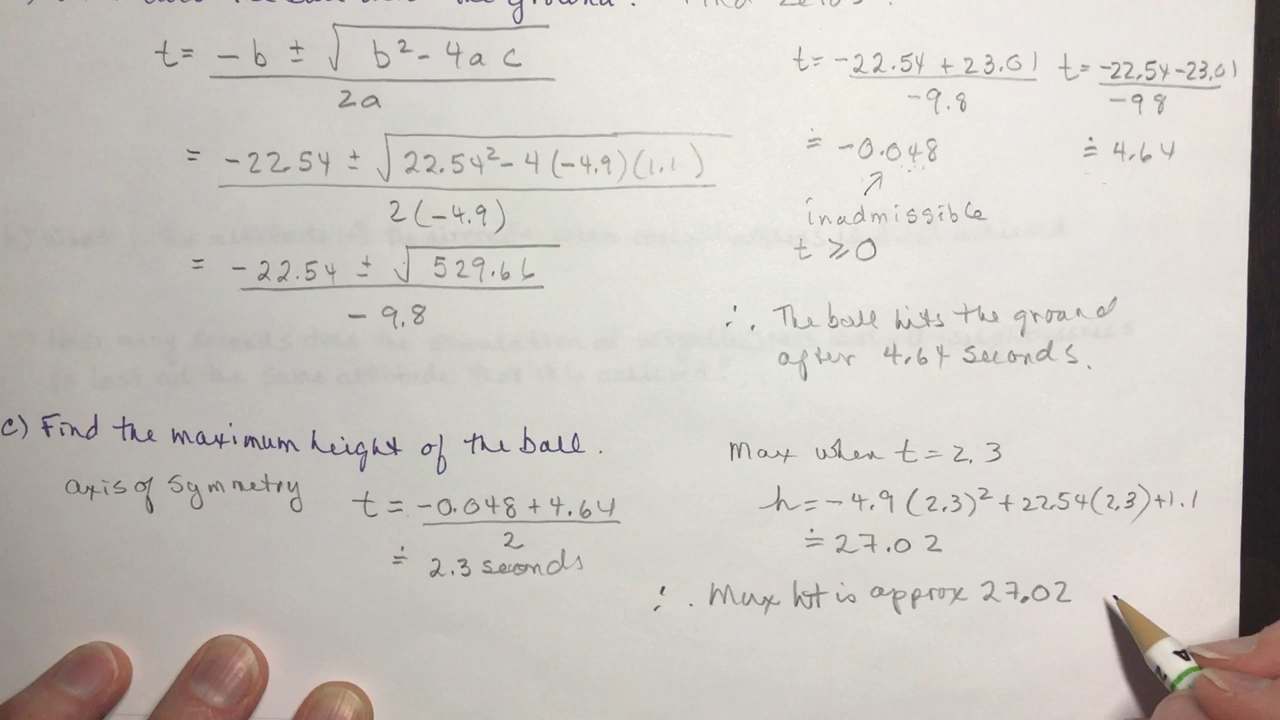 the ground?
t = -b ± √b² - 4ac / 2a
= -22.54 ± √22.54² - 4(-4.9)(1.1) / 2(-4.9)
= -22.54 ± √529.66 / -9.8
t = -22.54 + 23.01 / -9.8
≐ -0.048
inadmissible
t ⩾ 0
t = -22.54 - 23.01 / -98
≐ 4.64
∴ The ball hits the ground
after 4.64 seconds.
c) Find the maximum height of the ball.
axis of Symmetry
t = -0.048 + 4.64 / 2
≐ 2.3 seconds
Max when t = 2.3
h = -4.9(2.3)² + 22.54(2.3) + 1.1
≐ 27.02
∴ Max ht is approx 27.02